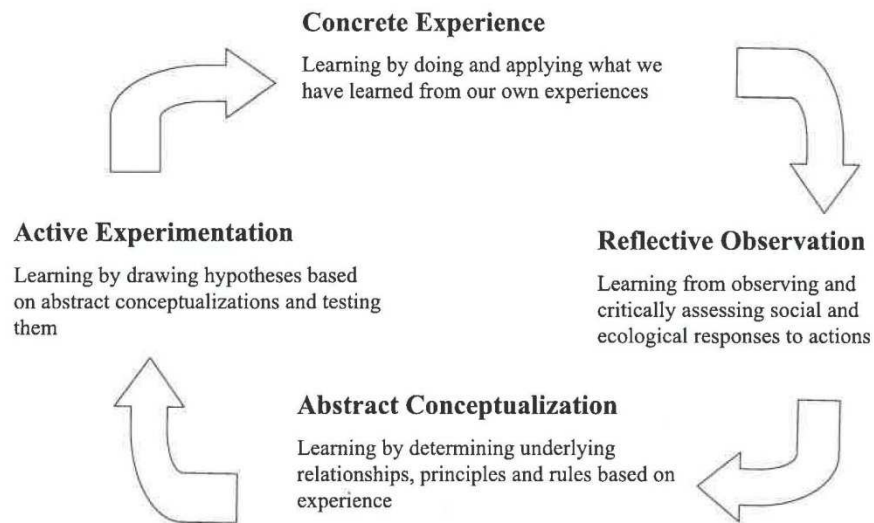 Concrete Experience
Learning by doing and applying what we
have learned from our own experiences
Active Experimentation
Learning by drawing hypotheses based
on abstract conceptualizations and testing
them
Reflective Observation
Learning from observing and
critically assessing social and
ecological responses to actions
Abstract Conceptualization
Learning by determining underlying
relationships, principles and rules based on
experience